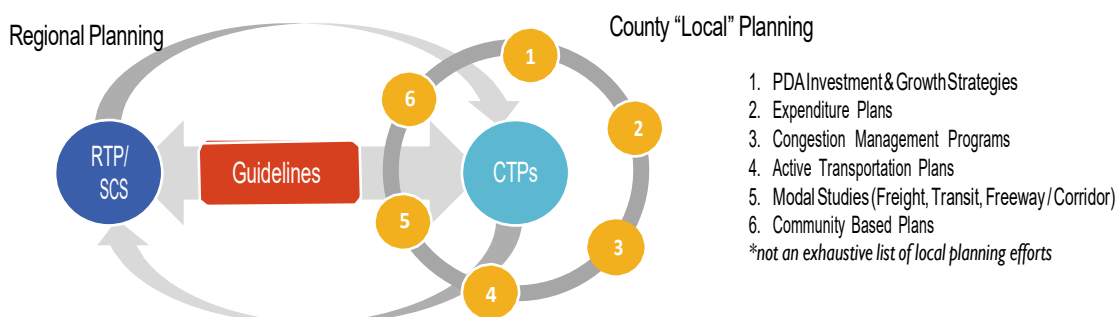 Regional Planning
County “Local” Planning
RTP/
SCS
Guidelines
CTPs
1
2
3
4
5
6
1. PDA Investment & Growth Strategies
2. Expenditure Plans
3. Congestion Management Programs
4. Active Transportation Plans
5. Modal Studies (Freight, Transit, Freeway / Corridor)
6. Community Based Plans
*not an exhaustive list of local planning efforts